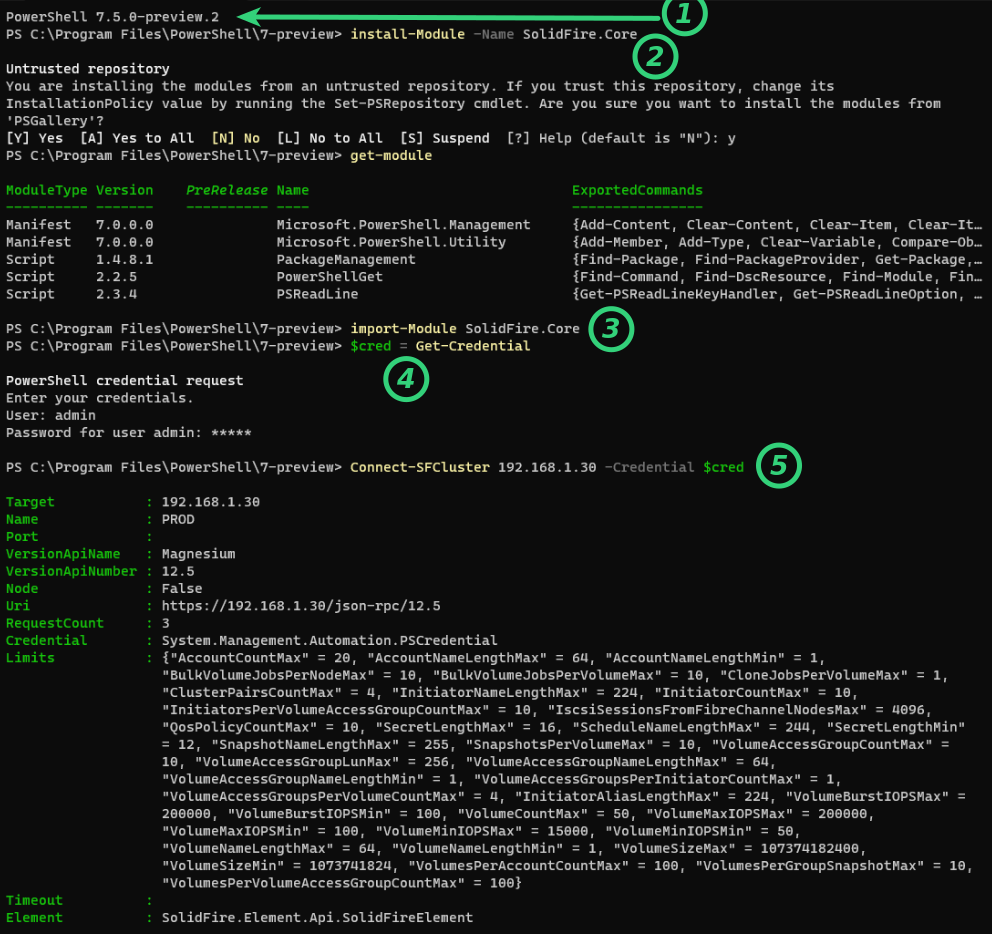 PowerShell 7.5.0-preview.2
1
PS C:\Program Files\PowerShell\7-preview> install-Module -Name SolidFire.Core
2
Untrusted repository
You are installing the modules from an untrusted repository. If you trust this repository, change its
InstallationPolicy value by running the Set-PSRepository cmdlet. Are you sure you want to install the modules from
'PSGallery'?
[Y] Yes  [A] Yes to All  [N] No  [L] No to All  [S] Suspend  [?] Help (default is "N"): y
PS C:\Program Files\PowerShell\7-preview> get-module
ModuleType Version    PreRelease Name                                ExportedCommands
---------- -------    ---------- ----                                ----------------
Manifest   7.0.0.0               Microsoft.PowerShell.Management     {Add-Content, Clear-Content, Clear-Item, Clear-It…
Manifest   7.0.0.0               Microsoft.PowerShell.Utility        {Add-Member, Add-Type, Clear-Variable, Compare-Ob…
Script     1.4.8.1               PackageManagement                   {Find-Package, Find-PackageProvider, Get-Package,…
Script     2.2.5                 PowerShellGet                       {Find-Command, Find-DscResource, Find-Module, Fin…
Script     2.3.4                 PSReadLine                          {Get-PSReadLineKeyHandler, Get-PSReadLineOption, …
PS C:\Program Files\PowerShell\7-preview> import-Module SolidFire.Core
3
PS C:\Program Files\PowerShell\7-preview> $cred = Get-Credential
4
PowerShell credential request
Enter your credentials.
User: admin
Password for user admin: *****
PS C:\Program Files\PowerShell\7-preview> Connect-SFCluster 192.168.1.30 -Credential $cred
5
Target           : 192.168.1.30
Name             : PROD
Port             :
VersionApiName   : Magnesium
VersionApiNumber : 12.5
Node             : False
Uri              : https://192.168.1.30/json-rpc/12.5
RequestCount     : 3
Credential       : System.Management.Automation.PSCredential
Limits           : {"AccountCountMax" = 20, "AccountNameLengthMax" = 64, "AccountNameLengthMin" = 1,
"BulkVolumeJobsPerNodeMax" = 10, "BulkVolumeJobsPerVolumeMax" = 10, "CloneJobsPerVolumeMax" = 1,
"ClusterPairsCountMax" = 4, "InitiatorNameLengthMax" = 224, "InitiatorCountMax" = 10,
"InitiatorsPerVolumeAccessGroupCountMax" = 10, "IscsiSessionsFromFibreChannelNodesMax" = 4096,
"QosPolicyCountMax" = 10, "SecretLengthMax" = 16, "ScheduleNameLengthMax" = 244, "SecretLengthMin"
= 12, "SnapshotNameLengthMax" = 255, "SnapshotsPerVolumeMax" = 10, "VolumeAccessGroupCountMax" =
10, "VolumeAccessGroupLunMax" = 256, "VolumeAccessGroupNameLengthMax" = 64,
"VolumeAccessGroupNameLengthMin" = 1, "VolumeAccessGroupsPerInitiatorCountMax" = 1,
"VolumeAccessGroupsPerVolumeCountMax" = 4, "InitiatorAliasLengthMax" = 224, "VolumeBurstIOPSMax" =
200000, "VolumeBurstIOPSMin" = 100, "VolumeCountMax" = 50, "VolumeMaxIOPSMax" = 200000,
"VolumeMaxIOPSMin" = 100, "VolumeMinIOPSMax" = 15000, "VolumeMinIOPSMin" = 50,
"VolumeNameLengthMax" = 64, "VolumeNameLengthMin" = 1, "VolumeSizeMax" = 107374182400,
"VolumeSizeMin" = 1073741824, "VolumesPerAccountCountMax" = 100, "VolumesPerGroupSnapshotMax" = 10,
"VolumesPerVolumeAccessGroupCountMax" = 100}
Timeout          :
Element          : SolidFire.Element.Api.SolidFireElement